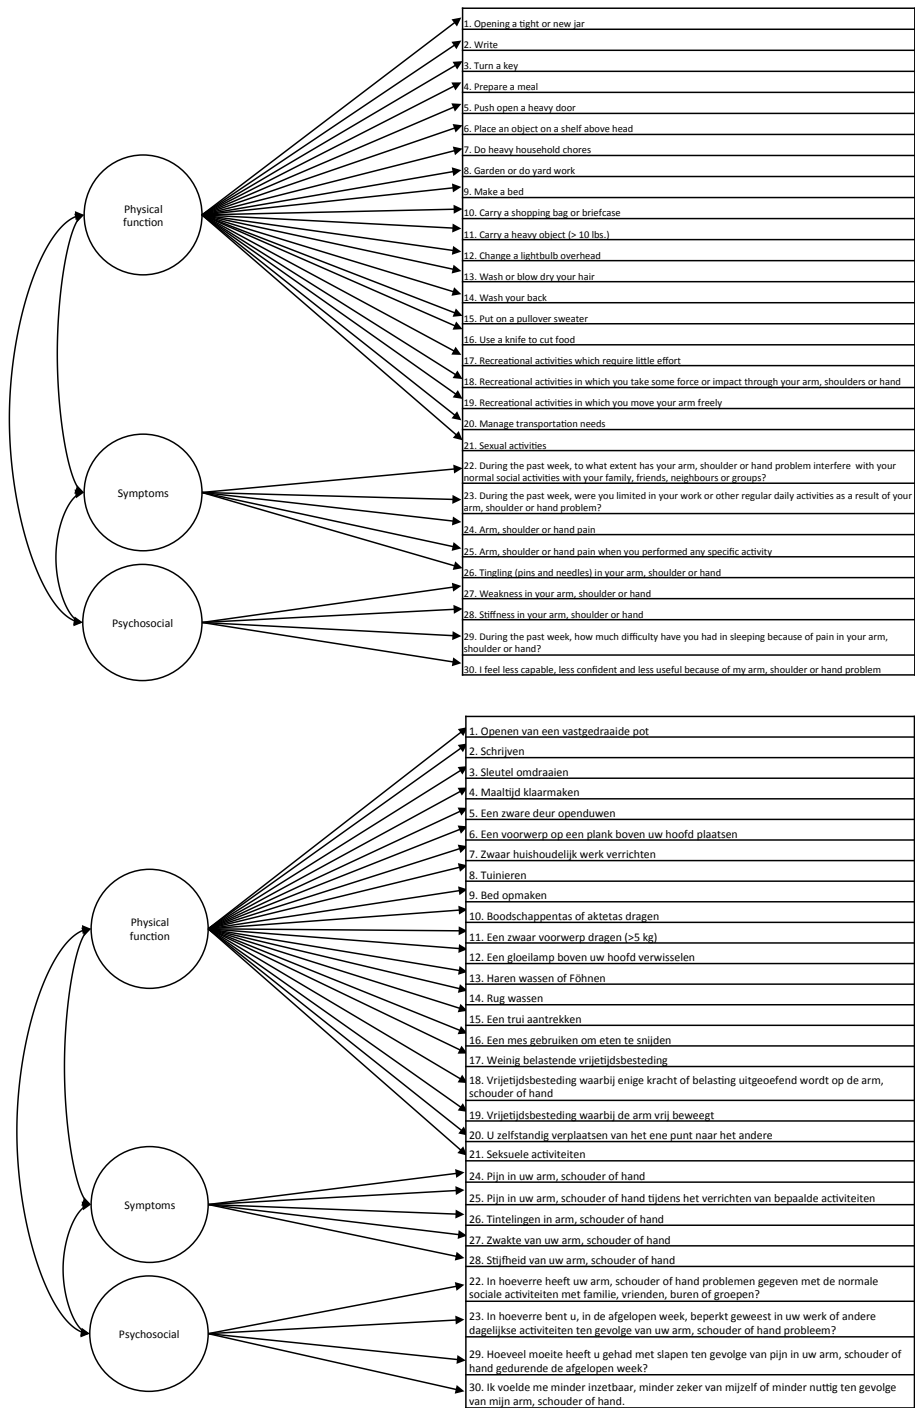 1. Opening a tight or new jar
2. Write
3. Turn a key
4. Prepare a meal
5. Push open a heavy door
6. Place an object on a shelf above head
7. Do heavy household chores
8. Garden or do yard work
9. Make a bed
10. Carry a shopping bag or briefcase
11. Carry a heavy object (> 10 lbs.)
12. Change a lightbulb overhead
13. Wash or blow dry your hair
14. Wash your back
15. Put on a pullover sweater
16. Use a knife to cut food
17. Recreational activities which require little effort
18. Recreational activities in which you take some force or impact through your arm, shoulders or hand
19. Recreational activities in which you move your arm freely
20. Manage transportation needs
21. Sexual activities
22. During the past week, to what extent has your arm, shoulder or hand problem interfere with your
normal social activities with your family, friends, neighbours or groups?
23. During the past week, were you limited in your work or other regular daily activities as a result of your
arm, shoulder or hand problem?
24. Arm, shoulder or hand pain
25. Arm, shoulder or hand pain when you performed any specific activity
26. Tingling (pins and needles) in your arm, shoulder or hand
27. Weakness in your arm, shoulder or hand
28. Stiffness in your arm, shoulder or hand
29. During the past week, how much difficulty have you had in sleeping because of pain in your arm,
shoulder or hand?
30. I feel less capable, less confident and less useful because of my arm, shoulder or hand problem
Physical
function
Symptoms
Psychosocial
1. Openen van een vastgedraaide pot
2. Schrijven
3. Sleutel omdraaien
4. Maaltijd klaarmaken
5. Een zware deur openduwen
6. Een voorwerp op een plank boven uw hoofd plaatsen
7. Zwaar huishoudelijk werk verrichten
8. Tuinieren
9. Bed opmaken
10. Boodschappentas of aktetas dragen
11. Een zwaar voorwerp dragen (>5 kg)
12. Een gloeilamp boven uw hoofd verwisselen
13. Haren wassen of Föhnen
14. Rug wassen
15. Een trui aantrekken
16. Een mes gebruiken om eten te snijden
17. Weinig belastende vrijetijdsbesteding
18. Vrijetijdsbesteding waarbij enige kracht of belasting uitgeoefend wordt op de arm,
schouder of hand
19. Vrijetijdsbesteding waarbij de arm vrij beweegt
20. U zelfstandig verplaatsen van het ene punt naar het andere
21. Seksuele activiteiten
24. Pijn in uw arm, schouder of hand
25. Pijn in uw arm, schouder of hand tijdens het verrichten van bepaalde activiteiten
26. Tintelingen in arm, schouder of hand
27. Zwakte van uw arm, schouder of hand
28. Stijfheid van uw arm, schouder of hand
22. In hoeverre heeft uw arm, schouder of hand problemen gegeven met de normale
sociale activiteiten met familie, vrienden, buren of groepen?
23. In hoeverre bent u, in de afgelopen week, beperkt geweest in uw werk of andere
dagelijkse activiteiten ten gevolge van uw arm, schouder of hand probleem?
29. Hoeveel moeite heeft u gehad met slapen ten gevolge van pijn in uw arm, schouder of
hand gedurende de afgelopen week?
30. Ik voelde me minder inzetbaar, minder zeker van mijzelf of minder nuttig ten gevolge
van mijn arm, schouder of hand.
Physical
function
Symptoms
Psychosocial